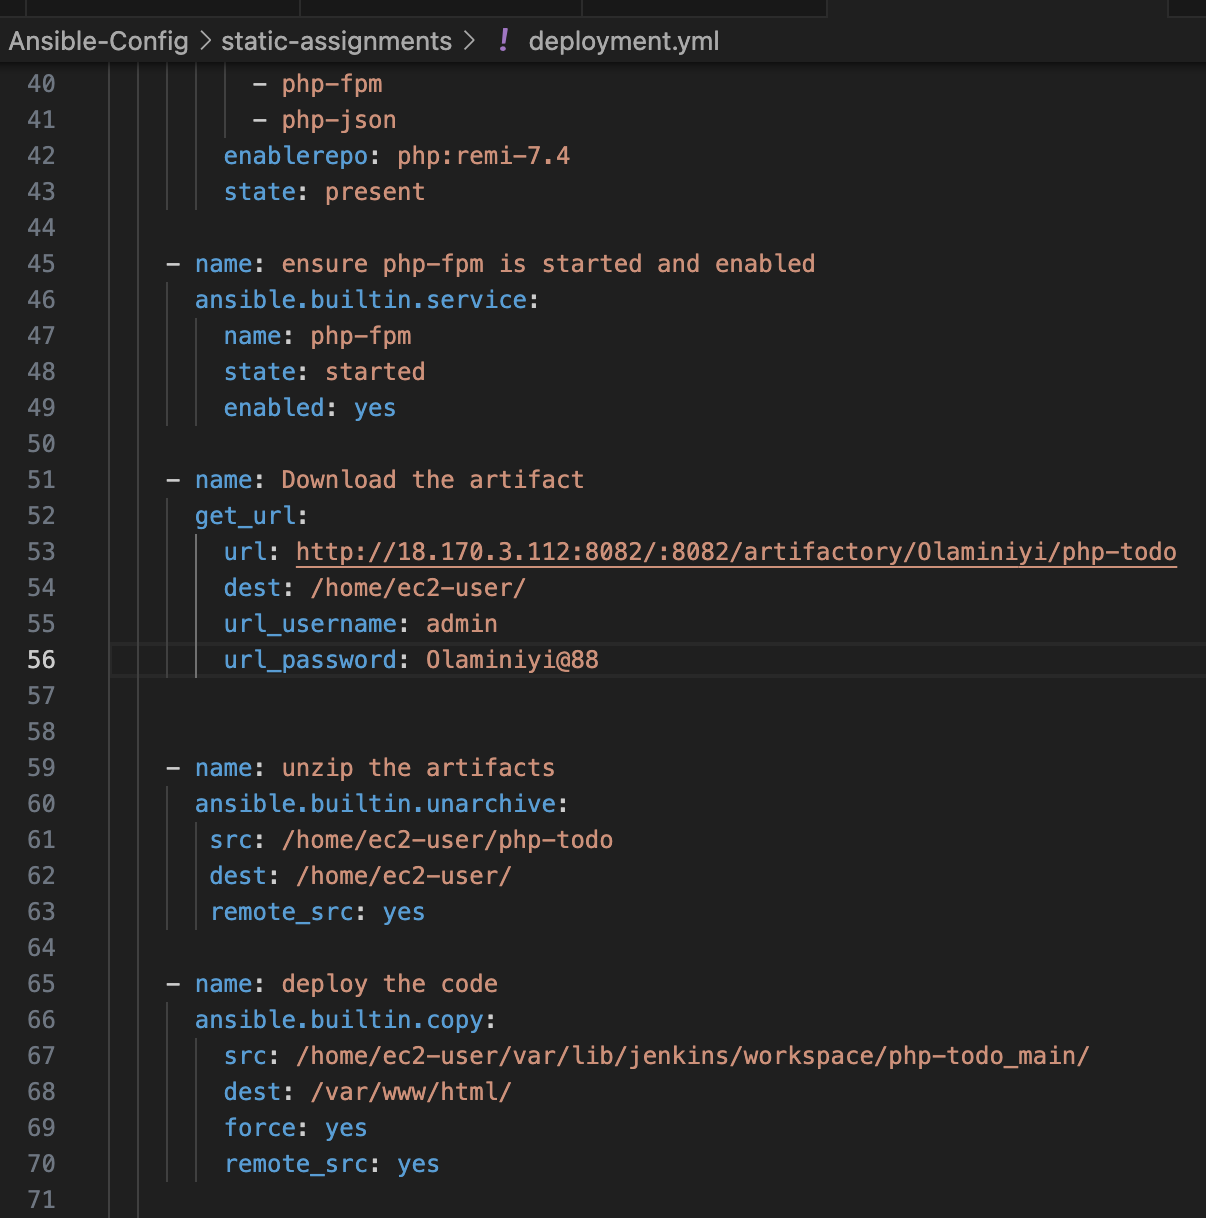 Ansible-Config > static-assignments > ! deployment.yml
40 - php-fpm
41 - php-json
42 enablerepo: php:remi-7.4
43 state: present
44
45 - name: ensure php-fpm is started and enabled
46 ansible.builtin.service:
47 name: php-fpm
48 state: started
49 enabled: yes
50
51 - name: Download the artifact
52 get_url:
53 url: http://18.170.3.112:8082/:8082/artifactory/Olaminiyi/php-todo
54 dest: /home/ec2-user/
55 url_username: admin
56 url_password: Olaminiyi@88
57
58
59 - name: unzip the artifacts
60 ansible.builtin.unarchive:
61 src: /home/ec2-user/php-todo
62 dest: /home/ec2-user/
63 remote_src: yes
64
65 - name: deploy the code
66 ansible.builtin.copy:
67 src: /home/ec2-user/var/lib/jenkins/workspace/php-todo_main/
68 dest: /var/www/html/
69 force: yes
70 remote_src: yes
71